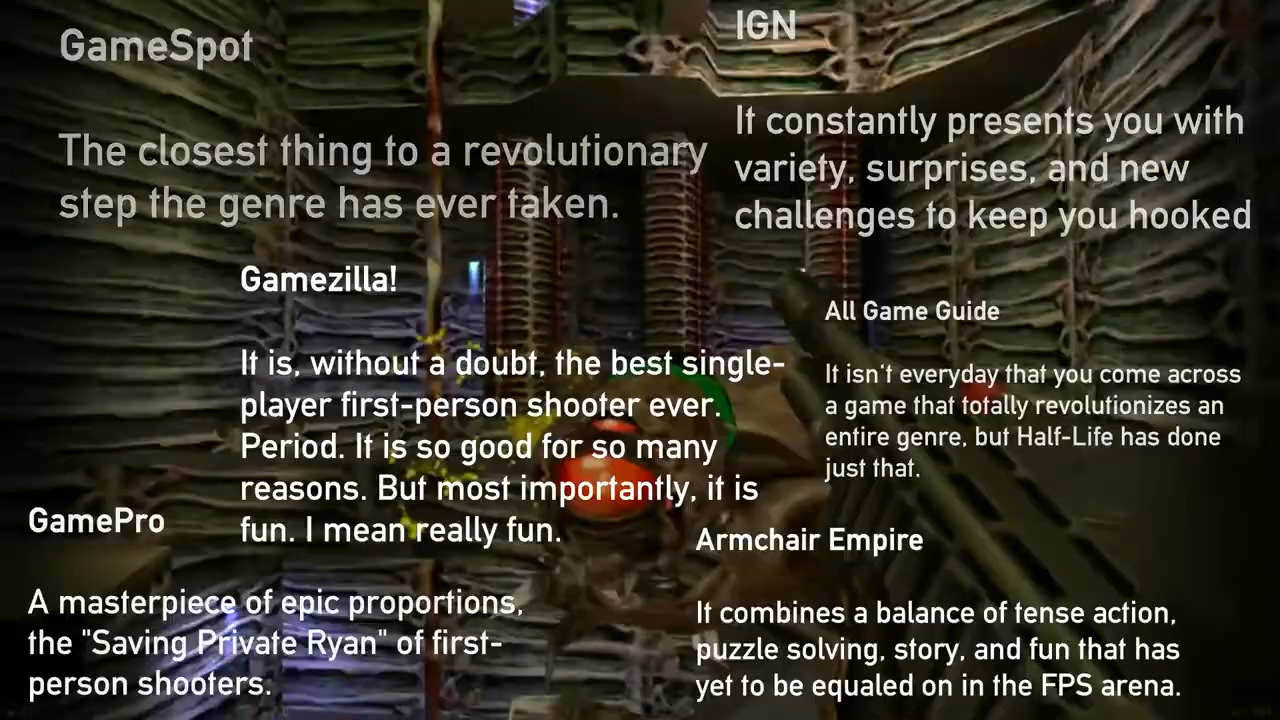 GameSpot
The closest thing to a revolutionary
step the genre has ever taken.
IGN
It constantly presents you with
variety, surprises, and new
challenges to keep you hooked
Gamezilla!
It is, without a doubt, the best single-
player first-person shooter ever.
Period. It is so good for so many
reasons. But most importantly, it is
fun. I mean really fun.
All Game Guide
It isn't everyday that you come across
a game that totally revolutionizes an
entire genre, but Half-Life has done
just that.
GamePro
A masterpiece of epic proportions,
the "Saving Private Ryan" of first-
person shooters.
Armchair Empire
It combines a balance of tense action,
puzzle solving, story, and fun that has
yet to be equaled on in the FPS arena.